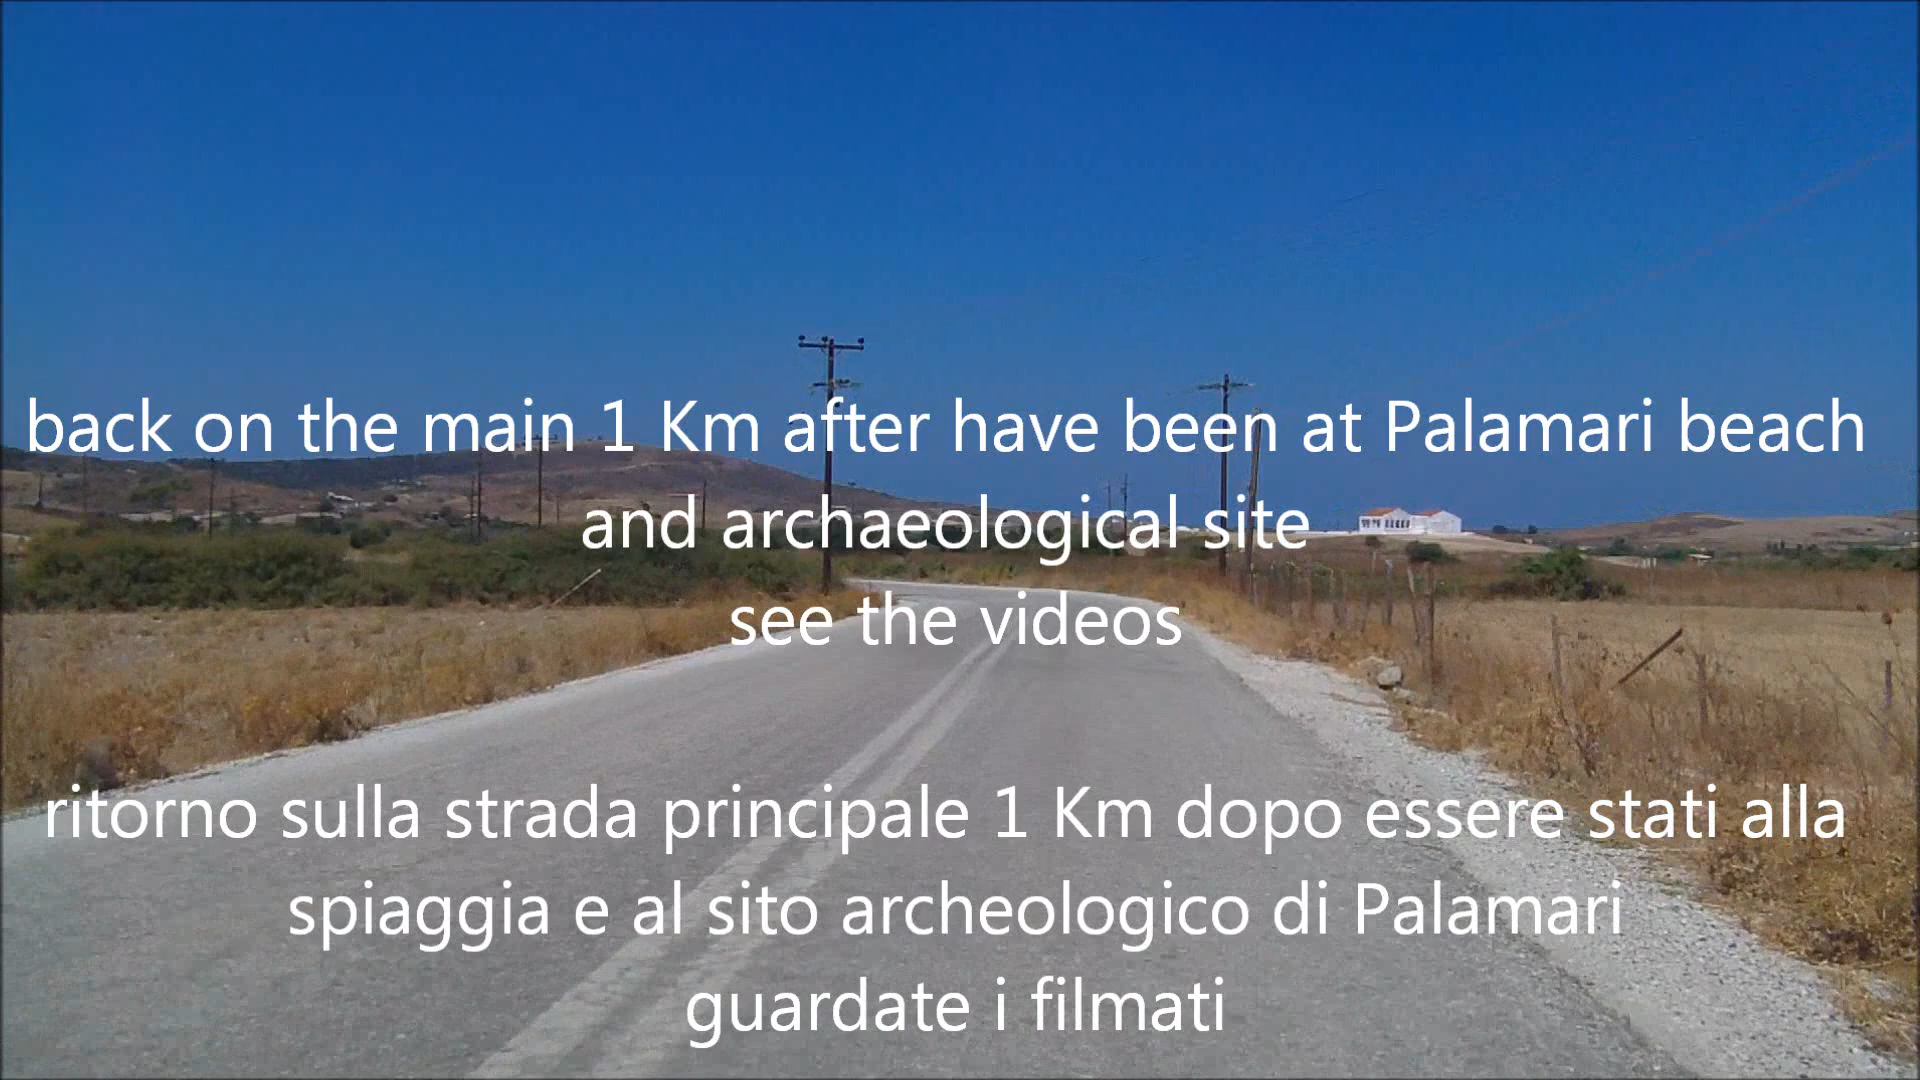 back on the main 1 Km after have been at Palamari beach
and archaeological site
see the videos
ritorno sulla strada principale 1 Km dopo essere stati alla
spiaggia e al sito archeologico di Palamari
guardate i filmati